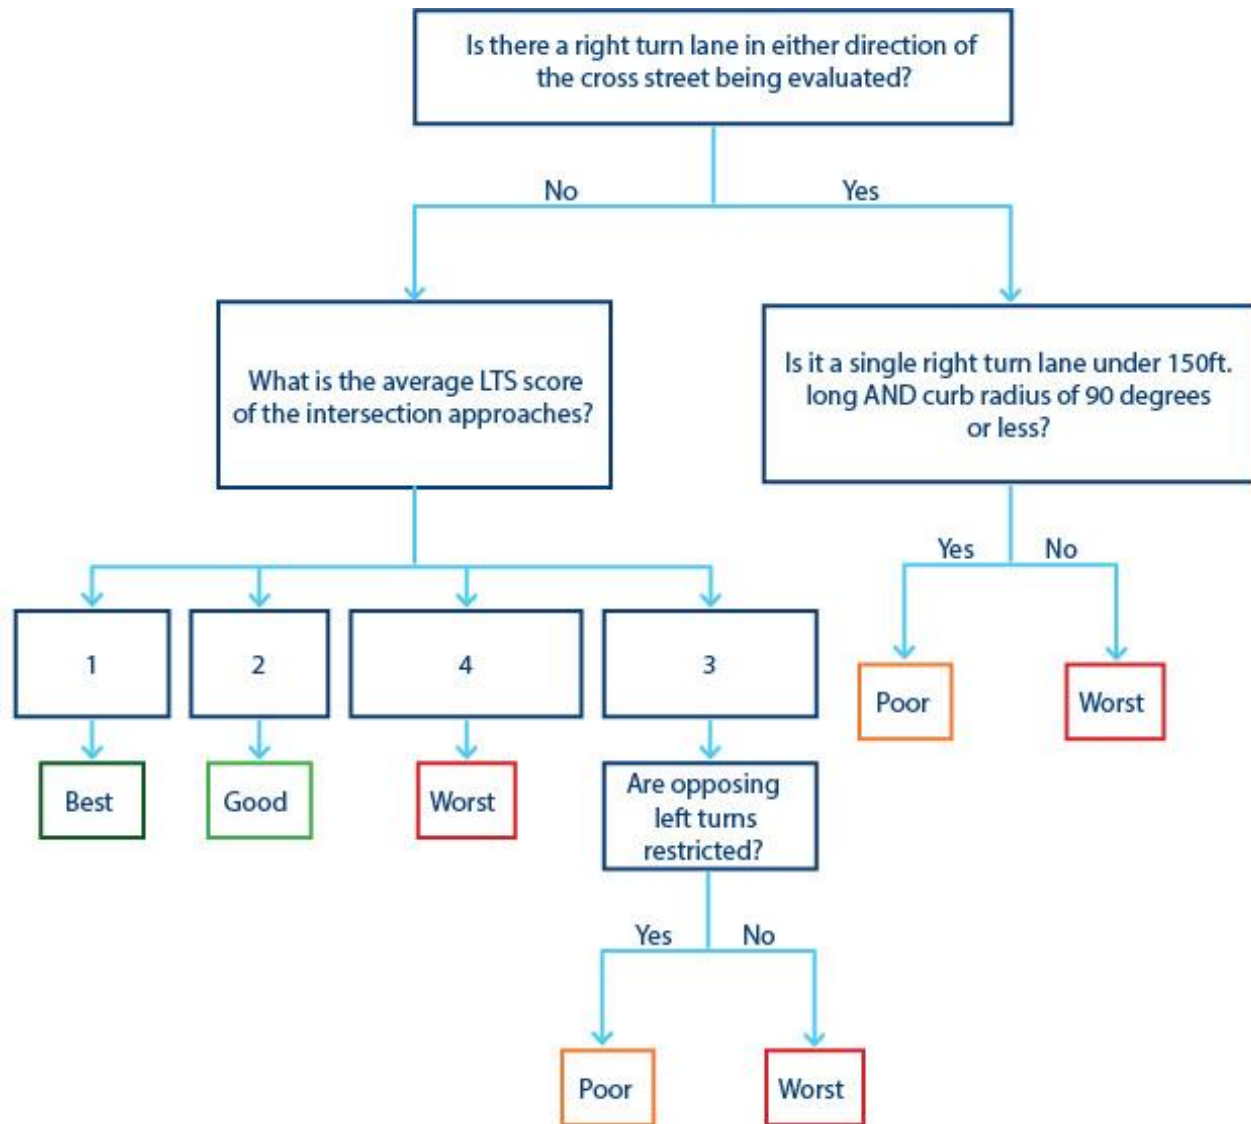 Is there a right turn lane in either direction of
the cross street being evaluated?
No
Yes
What is the average LTS score
of the intersection approaches?
Is it a single right turn lane under 150ft.
long AND curb radius of 90 degrees
or less?
Yes
No
1
2
4
3
Poor
Worst
Best
Good
Worst
Are opposing
left turns
restricted?
Yes
No
Poor
Worst